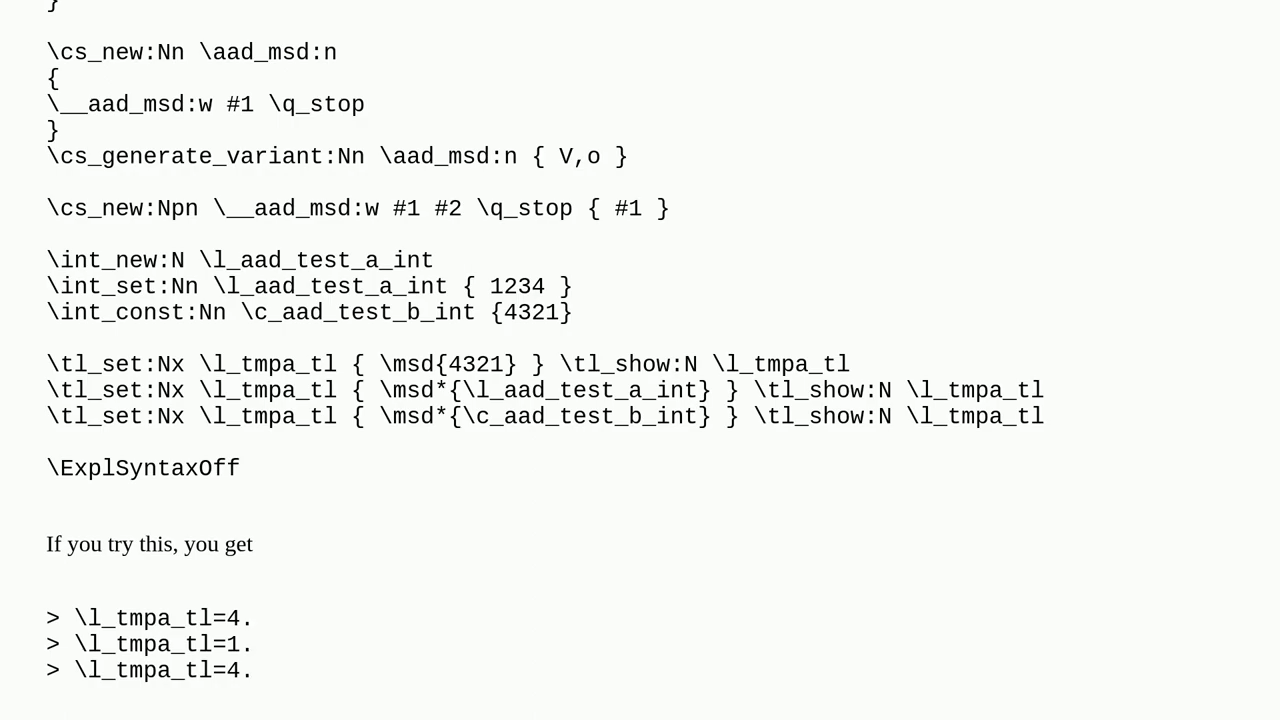 }
\cs_new:Nn \aad_msd:n
{
\__aad_msd:w #1 \q_stop
}
\cs_generate_variant:Nn \aad_msd:n { V,o }
\cs_new:Npn \__aad_msd:w #1 #2 \q_stop { #1 }
\int_new:N \l_aad_test_a_int
\int_set:Nn \l_aad_test_a_int { 1234 }
\int_const:Nn \c_aad_test_b_int {4321}
\tl_set:Nx \l_tmpa_tl { \msd{4321} } \tl_show:N \l_tmpa_tl
\tl_set:Nx \l_tmpa_tl { \msd*{\l_aad_test_a_int} } \tl_show:N \l_tmpa_tl
\tl_set:Nx \l_tmpa_tl { \msd*{\c_aad_test_b_int} } \tl_show:N \l_tmpa_tl
\ExplSyntaxOff
If you try this, you get
> \l_tmpa_tl=4.
> \l_tmpa_tl=1.
> \l_tmpa_tl=4.